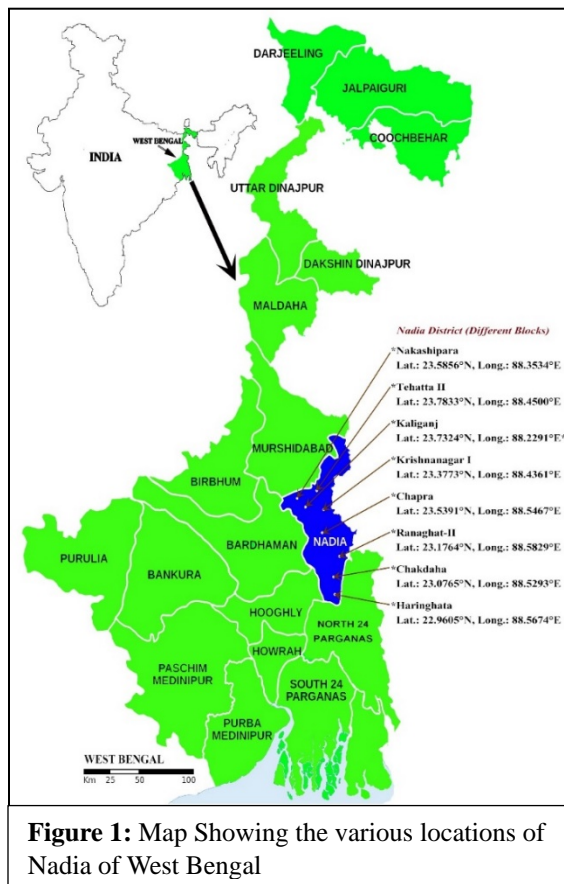 DARJEELING
JALPAIGURI
COOCHBEHAR
WEST BENGAL
INDIA
UTTAR DINAJPUR
DAKSHIN DINAJPUR
MALDAHA
Nadia District (Different Blocks)
*Nakashipara
Lat.: 23.5856°N, Long.: 88.3534°E
*Tehatta II
Lat.: 23.7833°N, Long.: 88.4500°E
*Kaliganj
Lat.: 23.7324°N, Long.: 88.2291°E*
*Krishnanagar I
Lat.: 23.3773°N, Long.: 88.4361°E
*Chapra
Lat.: 23.5391°N, Long.: 88.5467°E
*Ranaghat-II
Lat.: 23.1764°N, Long.: 88.5829°E
*Chakdaha
Lat.: 23.0765°N, Long.: 88.5293°E
*Haringhata
Lat.: 22.9605°N, Long.: 88.5674°E
MURSHIDABAD
BIRBHUM
NADIA
BARDHAMAN
PURULIA
BANKURA
HOOGHLY
NORTH 24
PARGANAS
HOWRAH
PASCHIM
MEDINIPUR
SOUTH 24
PARGANAS
PURBA
MEDINIPUR
WEST BENGAL
Km 25 50 100
Figure 1: Map Showing the various locations of
Nadia of West Bengal